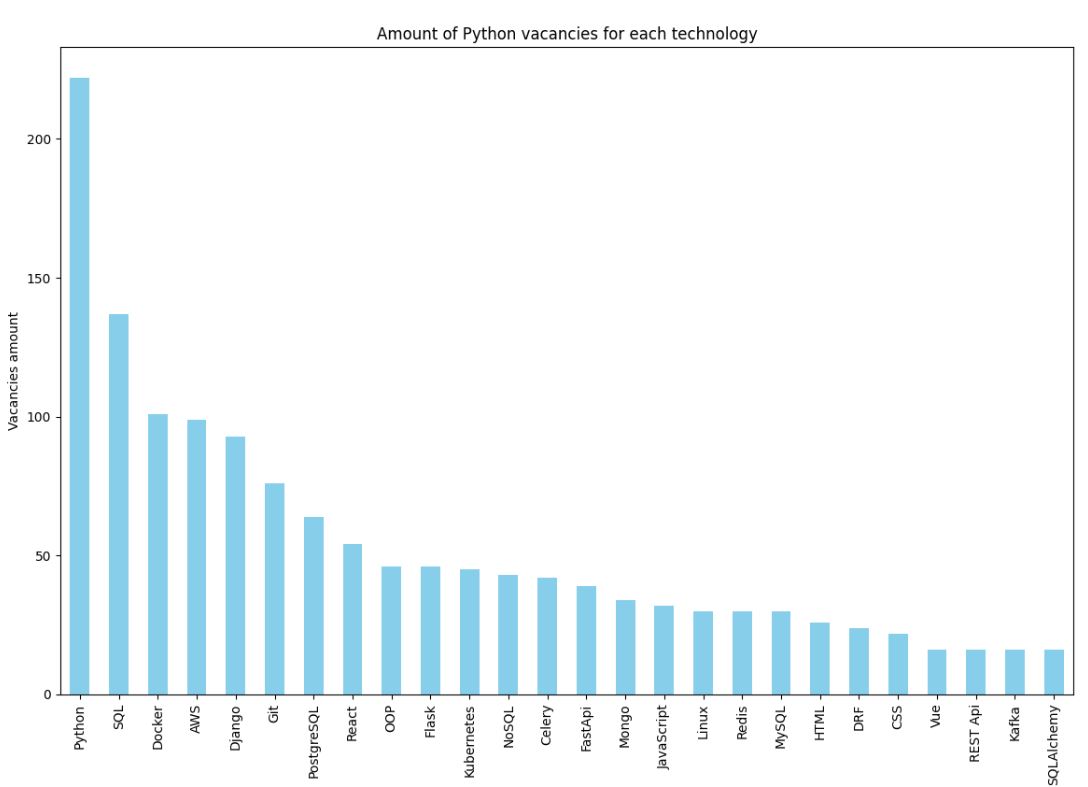 Amount of Python vacancies for each technology
Vacancies amount
200
150
100
50
0
Python
SQL
Docker
AWS
Django
Git
PostgreSQL
React
OOP
Flask
Kubernetes
NoSQL
Celery
FastApi
Mongo
JavaScript
Linux
Redis
MySQL
HTML
DRF
CSS
Vue
REST Api
Kafka
SQLAlchemy